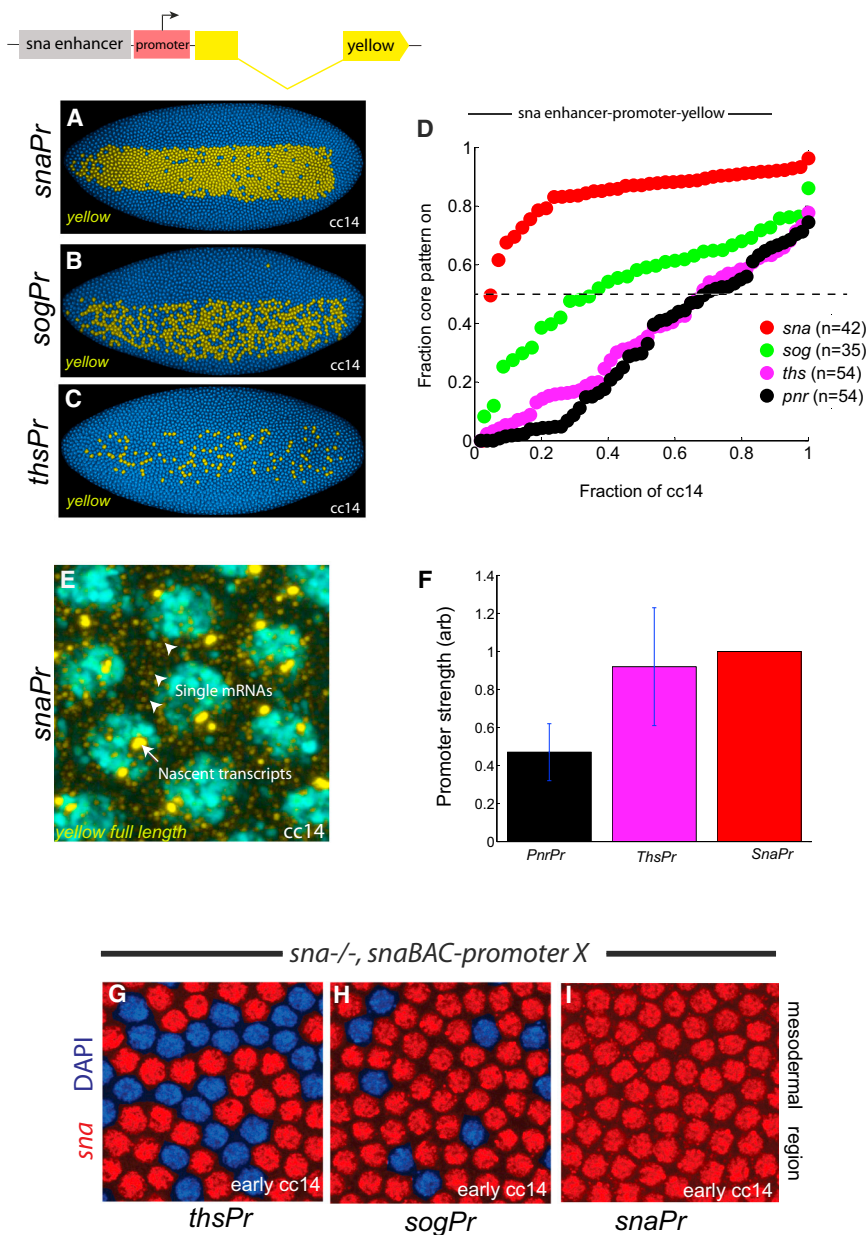 sna enhancer
promoter
yellow
A
snaPr
yellow
cc14
B
sogPr
yellow
cc14
C
thsPr
yellow
cc14
D
sna enhancer-promoter-yellow
Fraction core pattern on
1
0.8
0.6
0.4
0.2
0
0.2
0.4
0.6
0.8
1
Fraction of cc14
sna (n=42)
sog (n=35)
ths (n=54)
pnr (n=54)
E
snaPr
Single mRNAs
Nascent transcripts
yellow full length
cc14
F
Promoter strength (arb)
1.4
1.2
1
0.8
0.6
0.4
0.2
0
PnrPr
ThsPr
SnaPr
sna-/-, snaBAC-promoter X
G
H
I
sna DAPI
early cc14
early cc14
early cc14
mesodermal region
thsPr
sogPr
snaPr